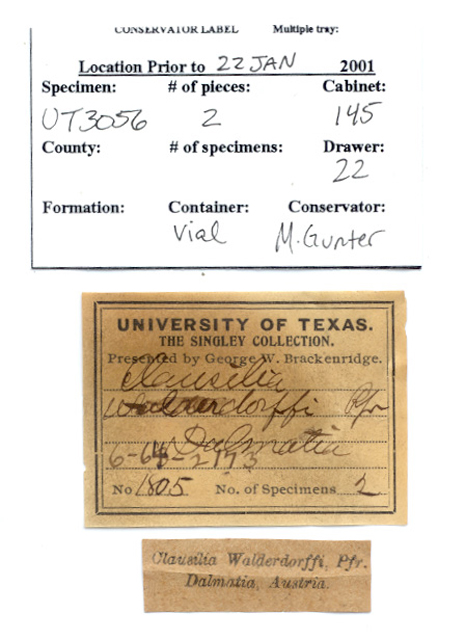 CONSERVATOR LABEL Multiple tray:
Location Prior to 22 JAN 2001
Specimen: # of pieces: Cabinet:
UT3056 2 145
County: # of specimens: Drawer:
22
Formation: Container: Conservator:
Vial M. Gunter
UNIVERSITY OF TEXAS.
THE SINGLEY COLLECTION.
Presented by George W. Brackenridge.
Clausilia
Walderdorffi Pfr
Dalmatia
No 1805 No. of Specimens 2
Clausilia Walderdorffi, Pfr.
Dalmatia, Austria.